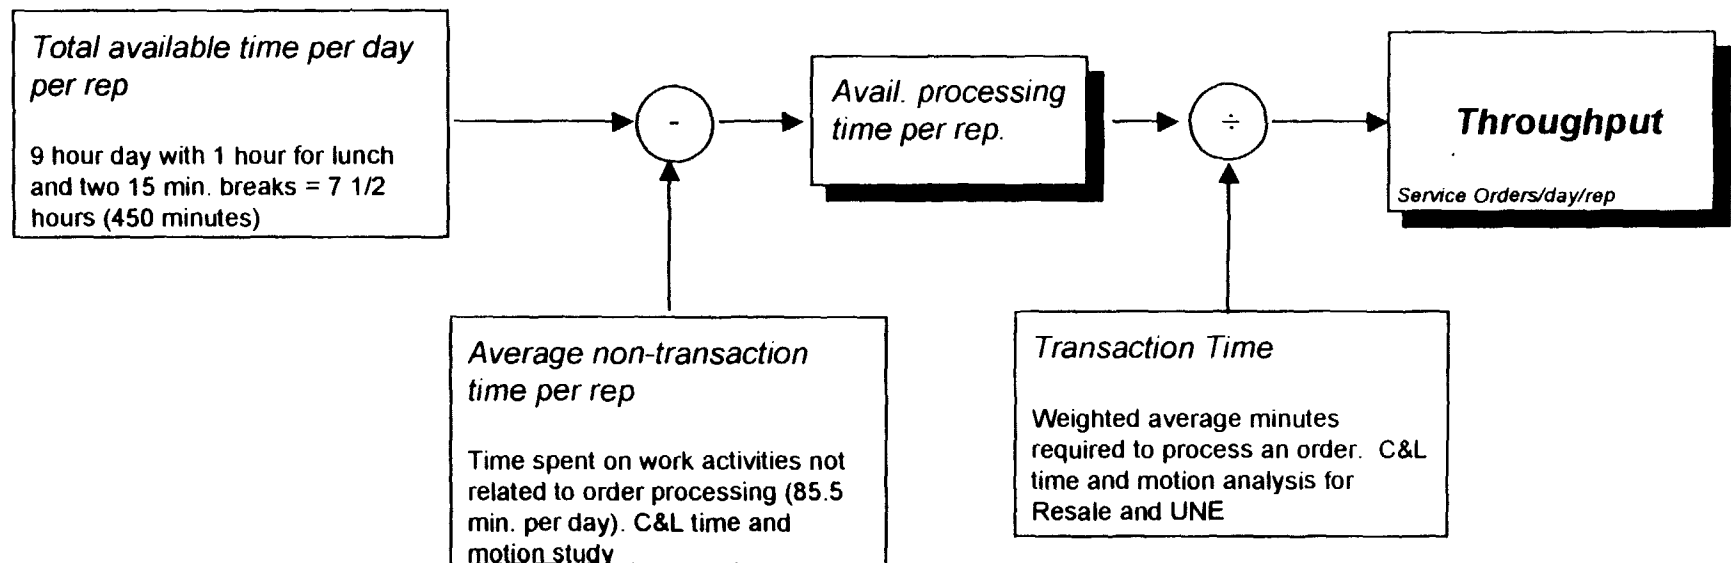 Total available time per day
per rep
9 hour day with 1 hour for lunch
and two 15 min. breaks = 7 1/2
hours (450 minutes)
-
Avail. processing
time per rep.
÷
Throughput
Service Orders/day/rep
Average non-transaction
time per rep
Time spent on work activities not
related to order processing (85.5
min. per day). C&L time and
motion study
Transaction Time
Weighted average minutes
required to process an order. C&L
time and motion analysis for
Resale and UNE